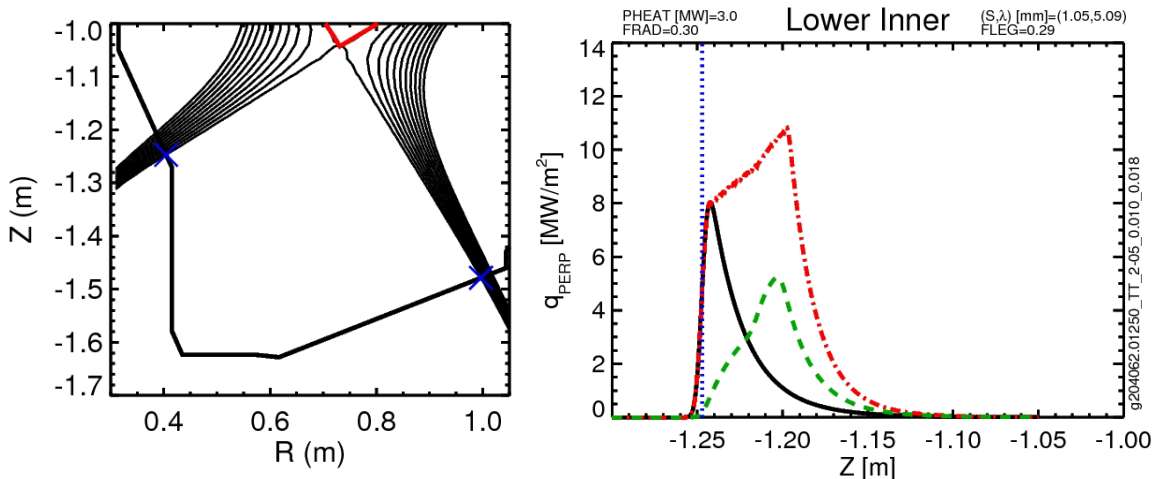 -1.0
-1.1
-1.2
-1.3
-1.4
-1.5
-1.6
-1.7
Z (m)
0.4 0.6 0.8 1.0
R (m)
PHEAT [MW]=3.0
FRAD=0.30
Lower Inner
(S,λ) [mm]=(1.05,5.09)
FLEG=0.29
14
12
10
8
6
4
2
0
qPERP [MW/m²]
-1.25 -1.20 -1.15 -1.10 -1.05 -1.00
Z [m]
g204062.01250_TT_2-05_0.010_0.018